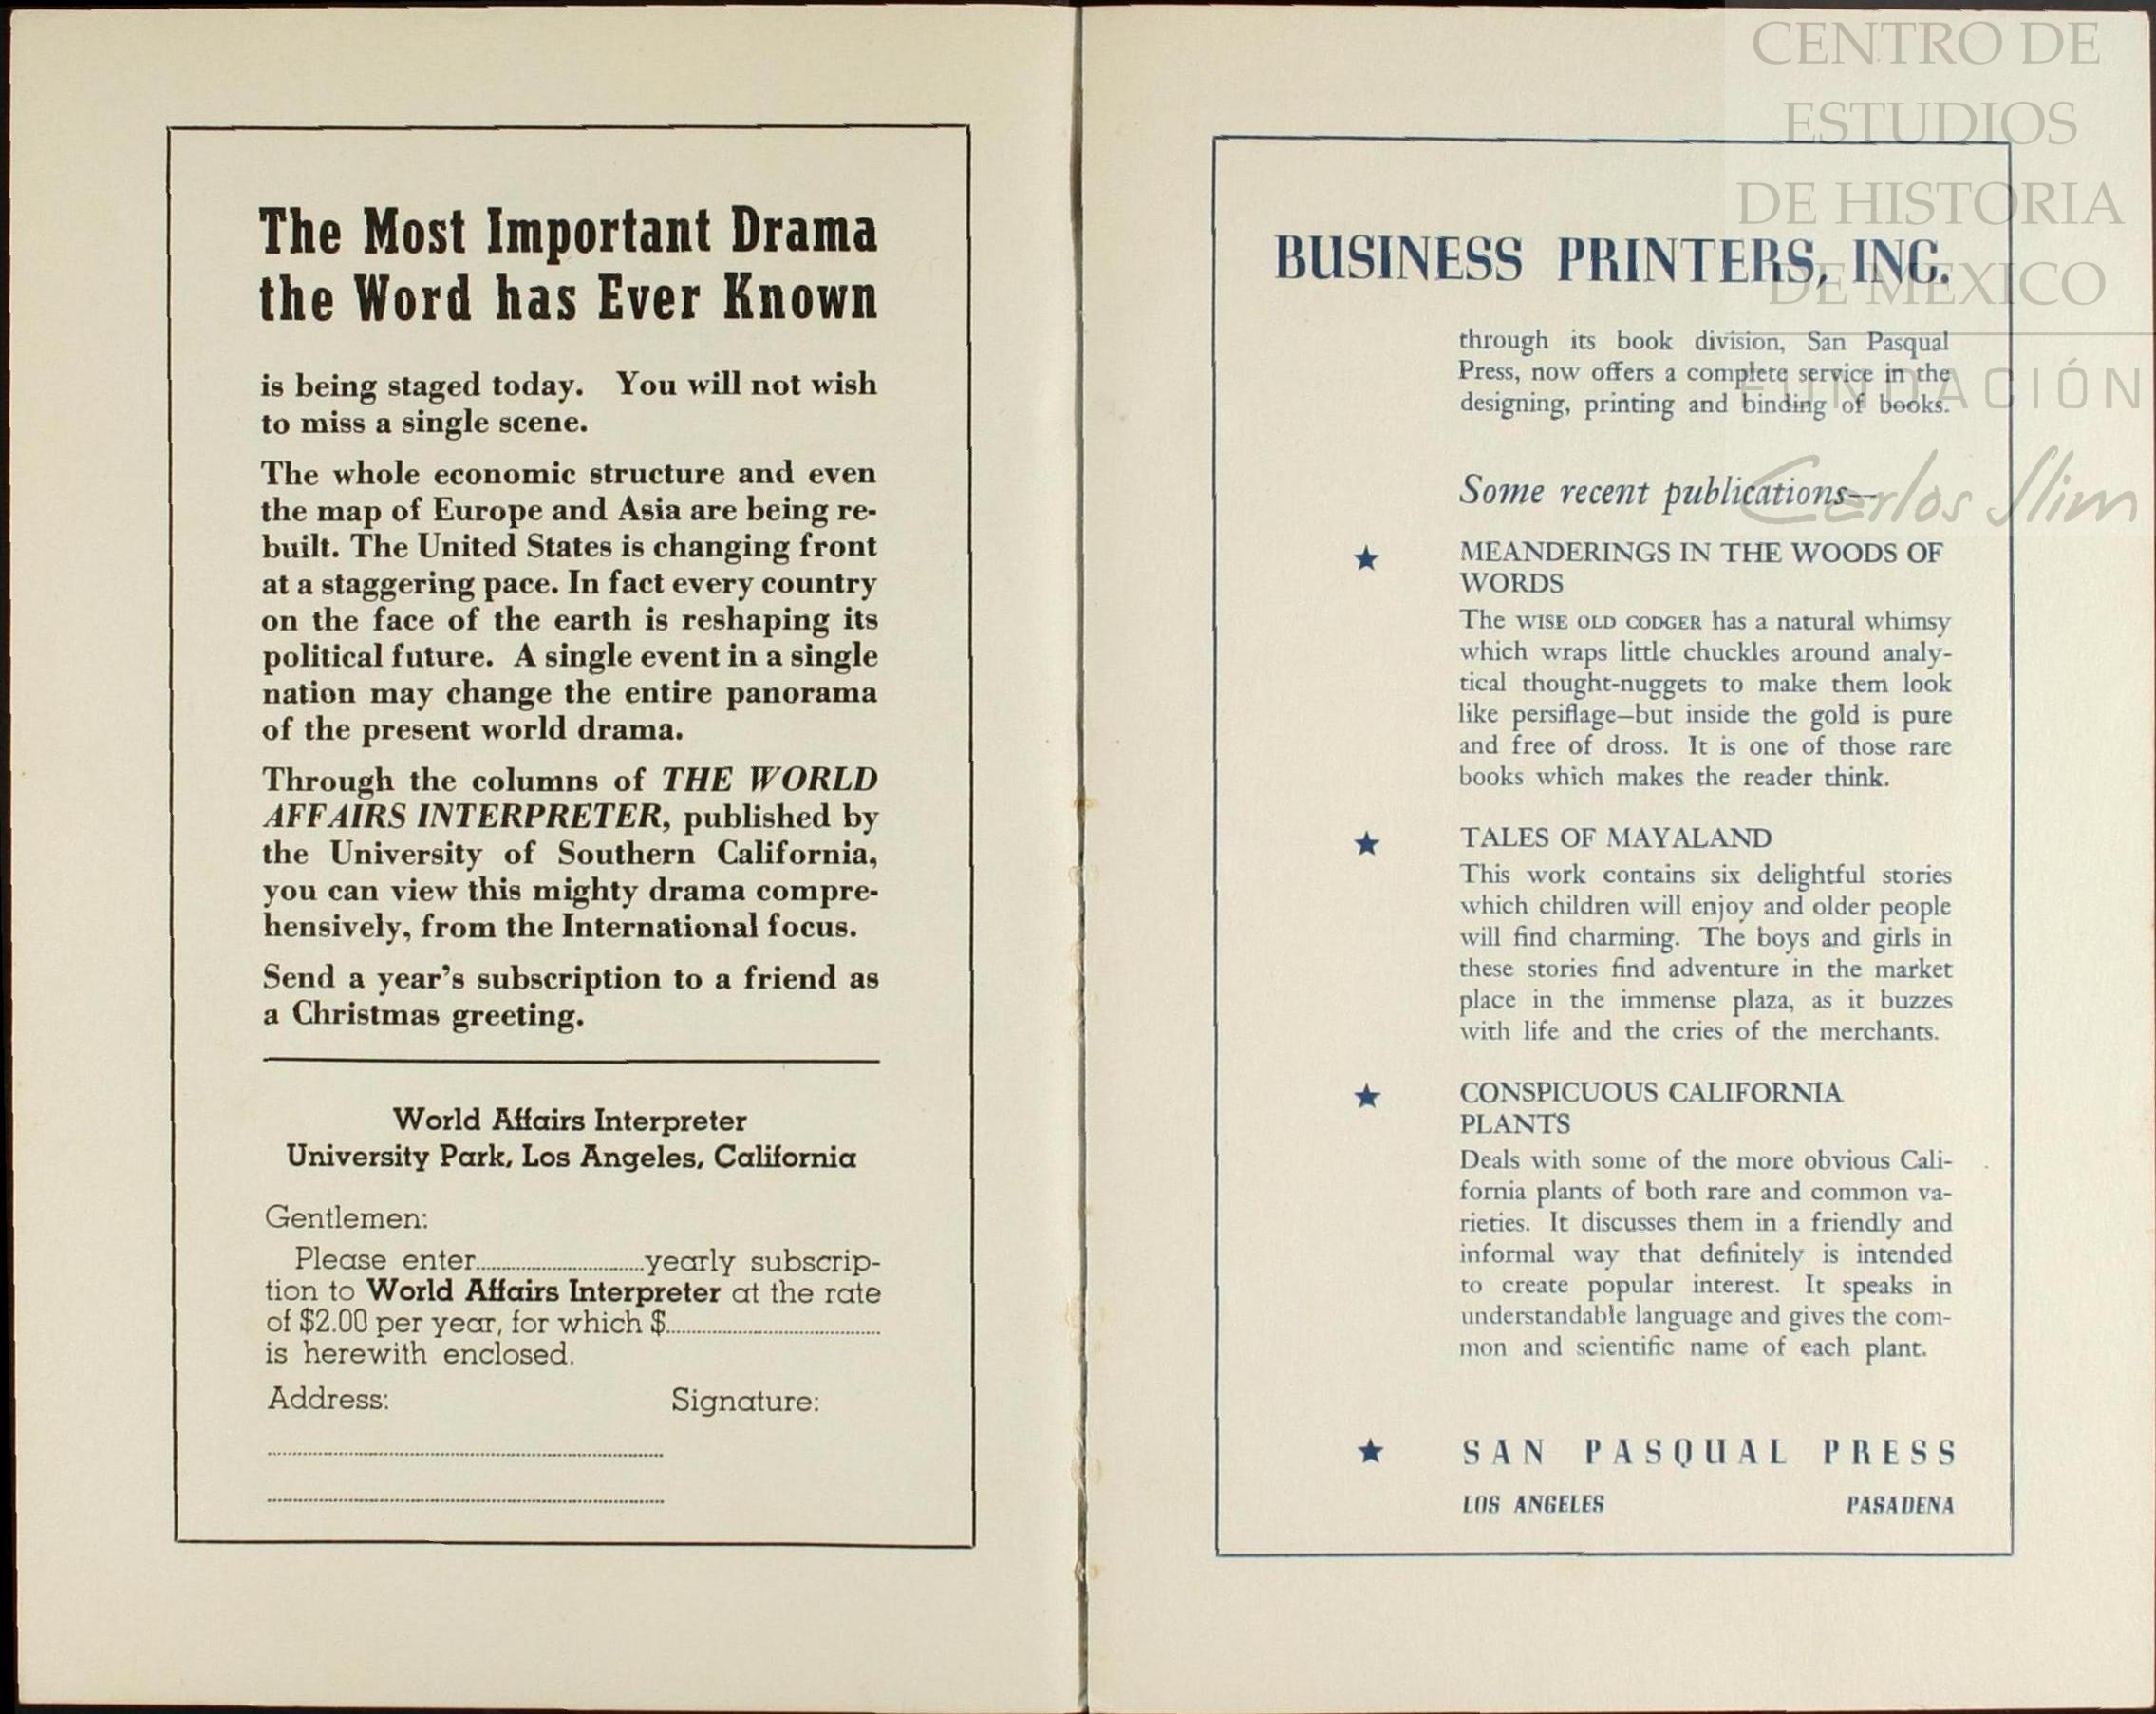 The Most Important Drama
the Word has Ever Known
is being staged today. You will not wish
to miss a single scene.
The whole economic structure and even
the map of Europe and Asia are being re-
built. The United States is changing front
at a staggering pace. In fact every country
on the face of the earth is reshaping its
political future. A single event in a single
nation may change the entire panorama
of the present world drama.
Through the columns of THE WORLD
AFFAIRS INTERPRETER, published by
the University of Southern California,
you can view this mighty drama compre-
hensively, from the International focus.
Send a year's subscription to a friend as
a Christmas greeting.
World Affairs Interpreter
University Park, Los Angeles, California
Gentlemen:
Please enter..............................yearly subscrip-
tion to World Affairs Interpreter at the rate
of $2.00 per year, for which $..............................
is herewith enclosed.
Address: Signature:
BUSINESS PRINTERS, INC.
through its book division, San Pasqual
Press, now offers a complete service in the
designing, printing and binding of books.
Some recent publications—
★ MEANDERINGS IN THE WOODS OF
WORDS
The WISE OLD CODGER has a natural whimsy
which wraps little chuckles around analy-
tical thought-nuggets to make them look
like persiflage—but inside the gold is pure
and free of dross. It is one of those rare
books which makes the reader think.
★ TALES OF MAYALAND
This work contains six delightful stories
which children will enjoy and older people
will find charming. The boys and girls in
these stories find adventure in the market
place in the immense plaza, as it buzzes
with life and the cries of the merchants.
★ CONSPICUOUS CALIFORNIA
PLANTS
Deals with some of the more obvious Cali-
fornia plants of both rare and common va-
rieties. It discusses them in a friendly and
informal way that definitely is intended
to create popular interest. It speaks in
understandable language and gives the com-
mon and scientific name of each plant.
★ SAN PASQUAL PRESS
LOS ANGELES PASADENA
CENTRO DE
ESTUDIOS
DE HISTORIA
DE MEXICO
FUNDACIÓN
Carlos Slim